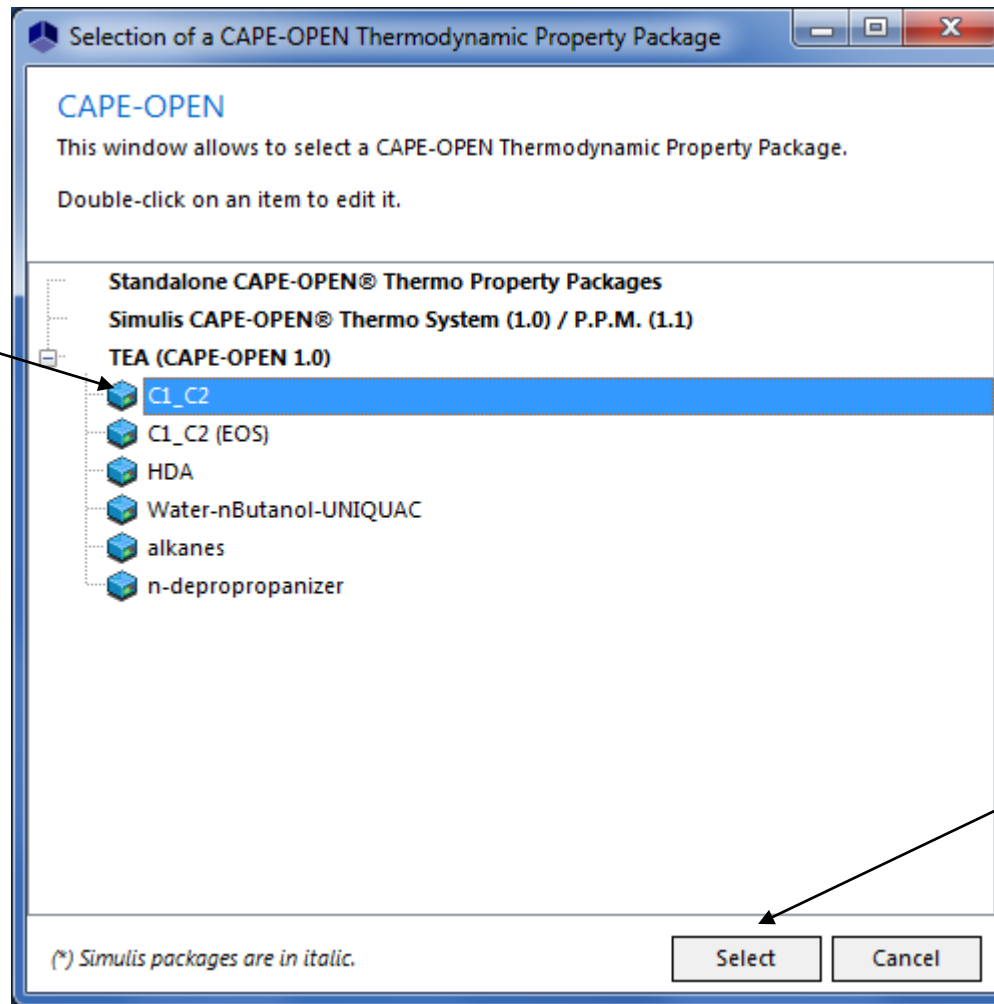 Selection of a CAPE-OPEN Thermodynamic Property Package
CAPE-OPEN
This window allows to select a CAPE-OPEN Thermodynamic Property Package.
Double-click on an item to edit it.
Standalone CAPE-OPEN® Thermo Property Packages
Simulis CAPE-OPEN® Thermo System (1.0) / P.P.M. (1.1)
TEA (CAPE-OPEN 1.0)
C1_C2
C1_C2 (EOS)
HDA
Water-nButanol-UNIQUAC
alkanes
n-depropropanizer
(*) Simulis packages are in italic.
Select
Cancel